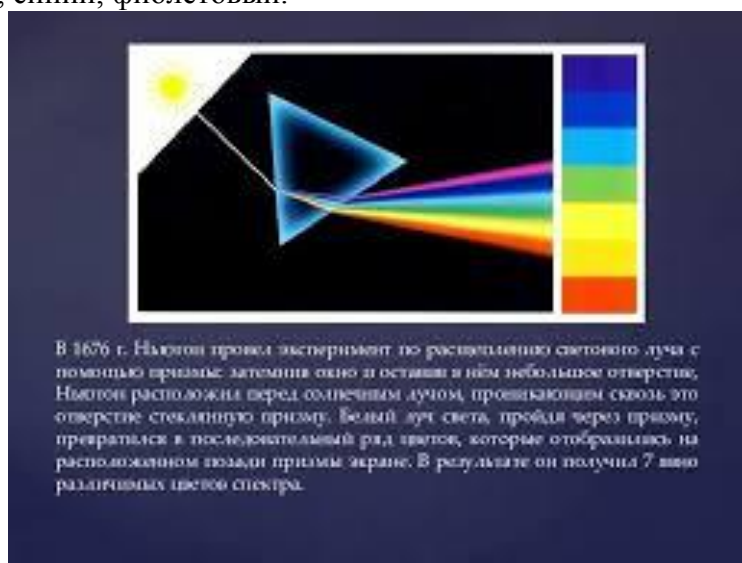 , синий, фиолетовый.
В 1676 г. Ньютон провел эксперимент по расщеплению светового луча с
помощью призмы: затемнив окно и оставив в нём небольшое отверстие,
Ньютон расположил перед солнечным лучом, проникающим сквозь это
отверстие стеклянную призму. Белый луч света, пройдя через призму,
превратился в последовательный ряд цветов, которые отобразились на
расположенном позади призмы экране. В результате он получил 7 явно
различимых цветов спектра.